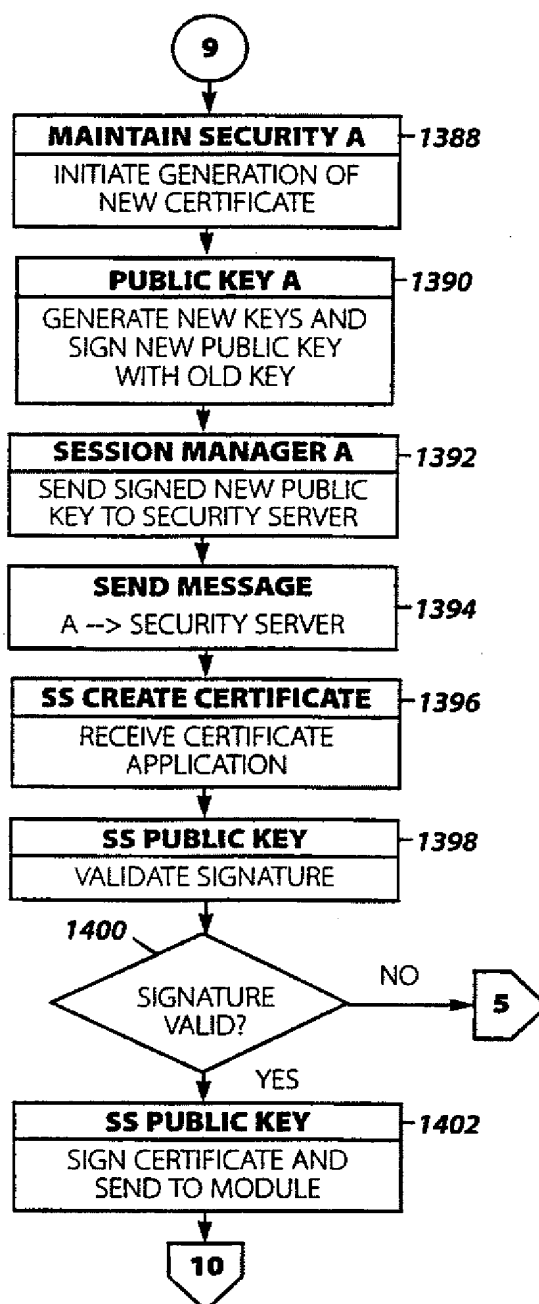 9
MAINTAIN SECURITY A
1388
INITIATE GENERATION OF
NEW CERTIFICATE
PUBLIC KEY A
1390
GENERATE NEW KEYS AND
SIGN NEW PUBLIC KEY
WITH OLD KEY
SESSION MANAGER A
1392
SEND SIGNED NEW PUBLIC
KEY TO SECURITY SERVER
SEND MESSAGE
1394
A --> SECURITY SERVER
SS CREATE CERTIFICATE
1396
RECEIVE CERTIFICATE
APPLICATION
SS PUBLIC KEY
1398
VALIDATE SIGNATURE
1400
SIGNATURE
VALID?
NO
5
YES
SS PUBLIC KEY
1402
SIGN CERTIFICATE AND
SEND TO MODULE
10